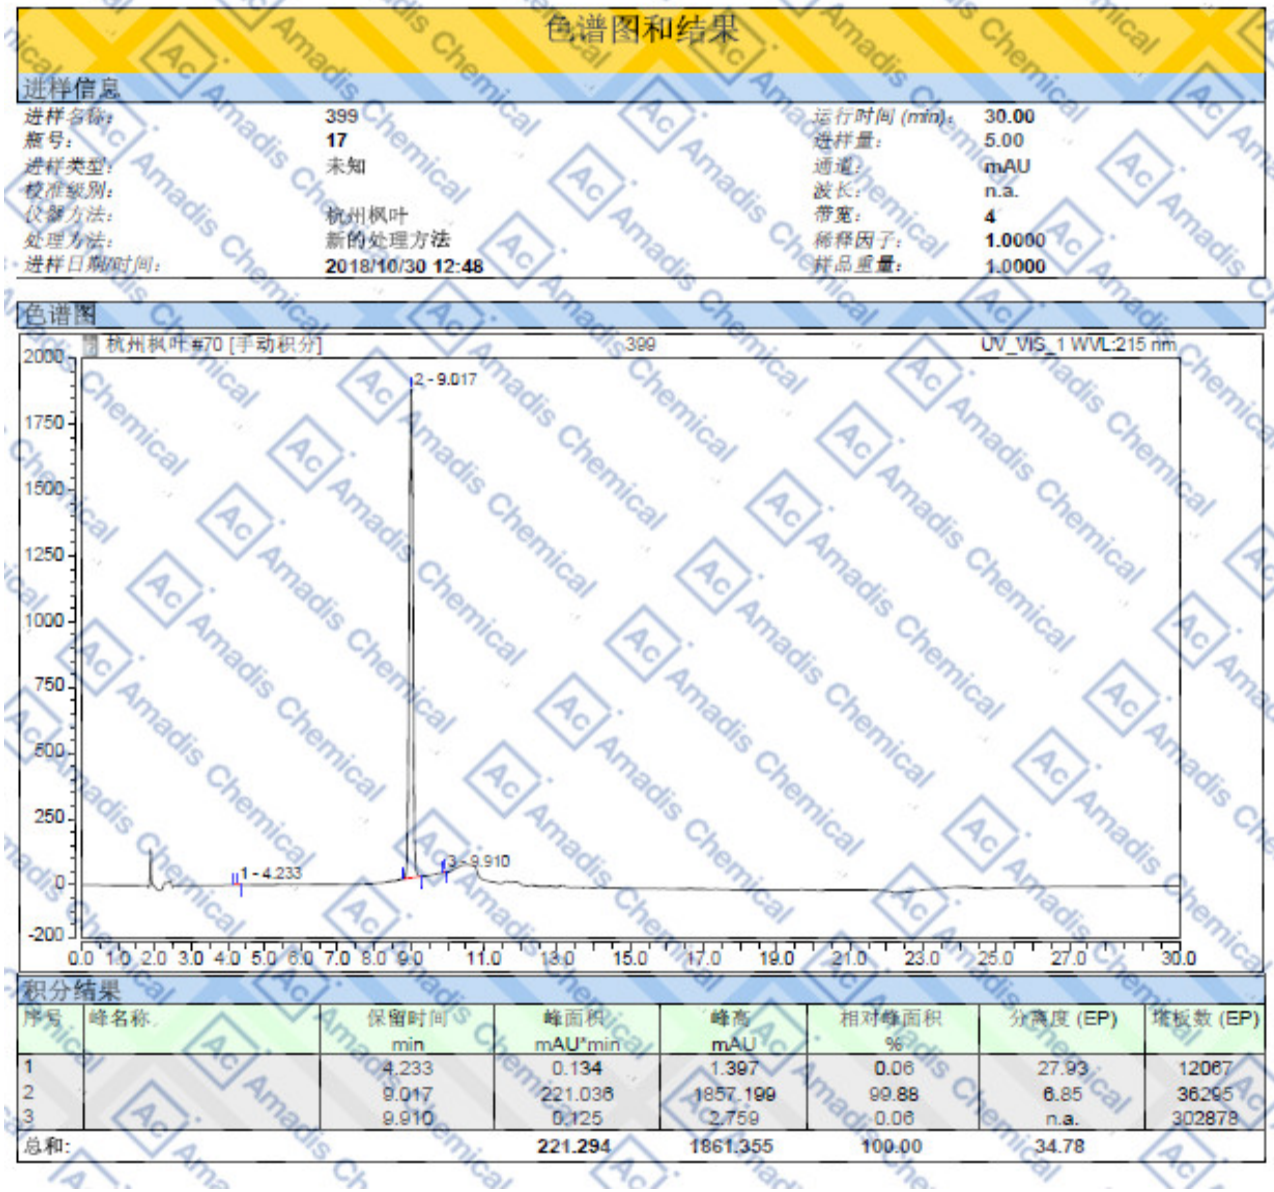 色谱图和结果
进样信息
进样名称: 399 运行时间 (min): 30.00
瓶号: 17 进样量: 5.00
进样类型: 未知 通道: mAU
校准级别: 波长: n.a.
仪器方法: 杭州枫叶 带宽: 4
处理方法: 新的处理方法 稀释因子: 1.0000
进样日期/时间: 2018/10/30 12:48 样品重量: 1.0000
色谱图
杭州枫叶 #70 [手动积分] 399 UV_VIS_1 WVL:215 nm
2000
1750
1500
1250
1000
750
500
250
0
-200
2 - 9.017
1 - 4.233
3 - 9.910
0.0 1.0 2.0 3.0 4.0 5.0 6.0 7.0 8.0 9.0 11.0 13.0 15.0 17.0 19.0 21.0 23.0 25.0 27.0 30.0
积分结果
序号 峰名称 保留时间 峰面积 峰高 相对峰面积 分离度 (EP) 塔板数 (EP)
min mAU*min mAU %
1 4.233 0.134 1.397 0.06 27.93 12067
2 9.017 221.036 1857.199 99.88 6.85 36295
3 9.910 0.125 2.759 0.06 n.a. 302878
总和: 221.294 1861.355 100.00 34.78
Ac Amadis Chemical